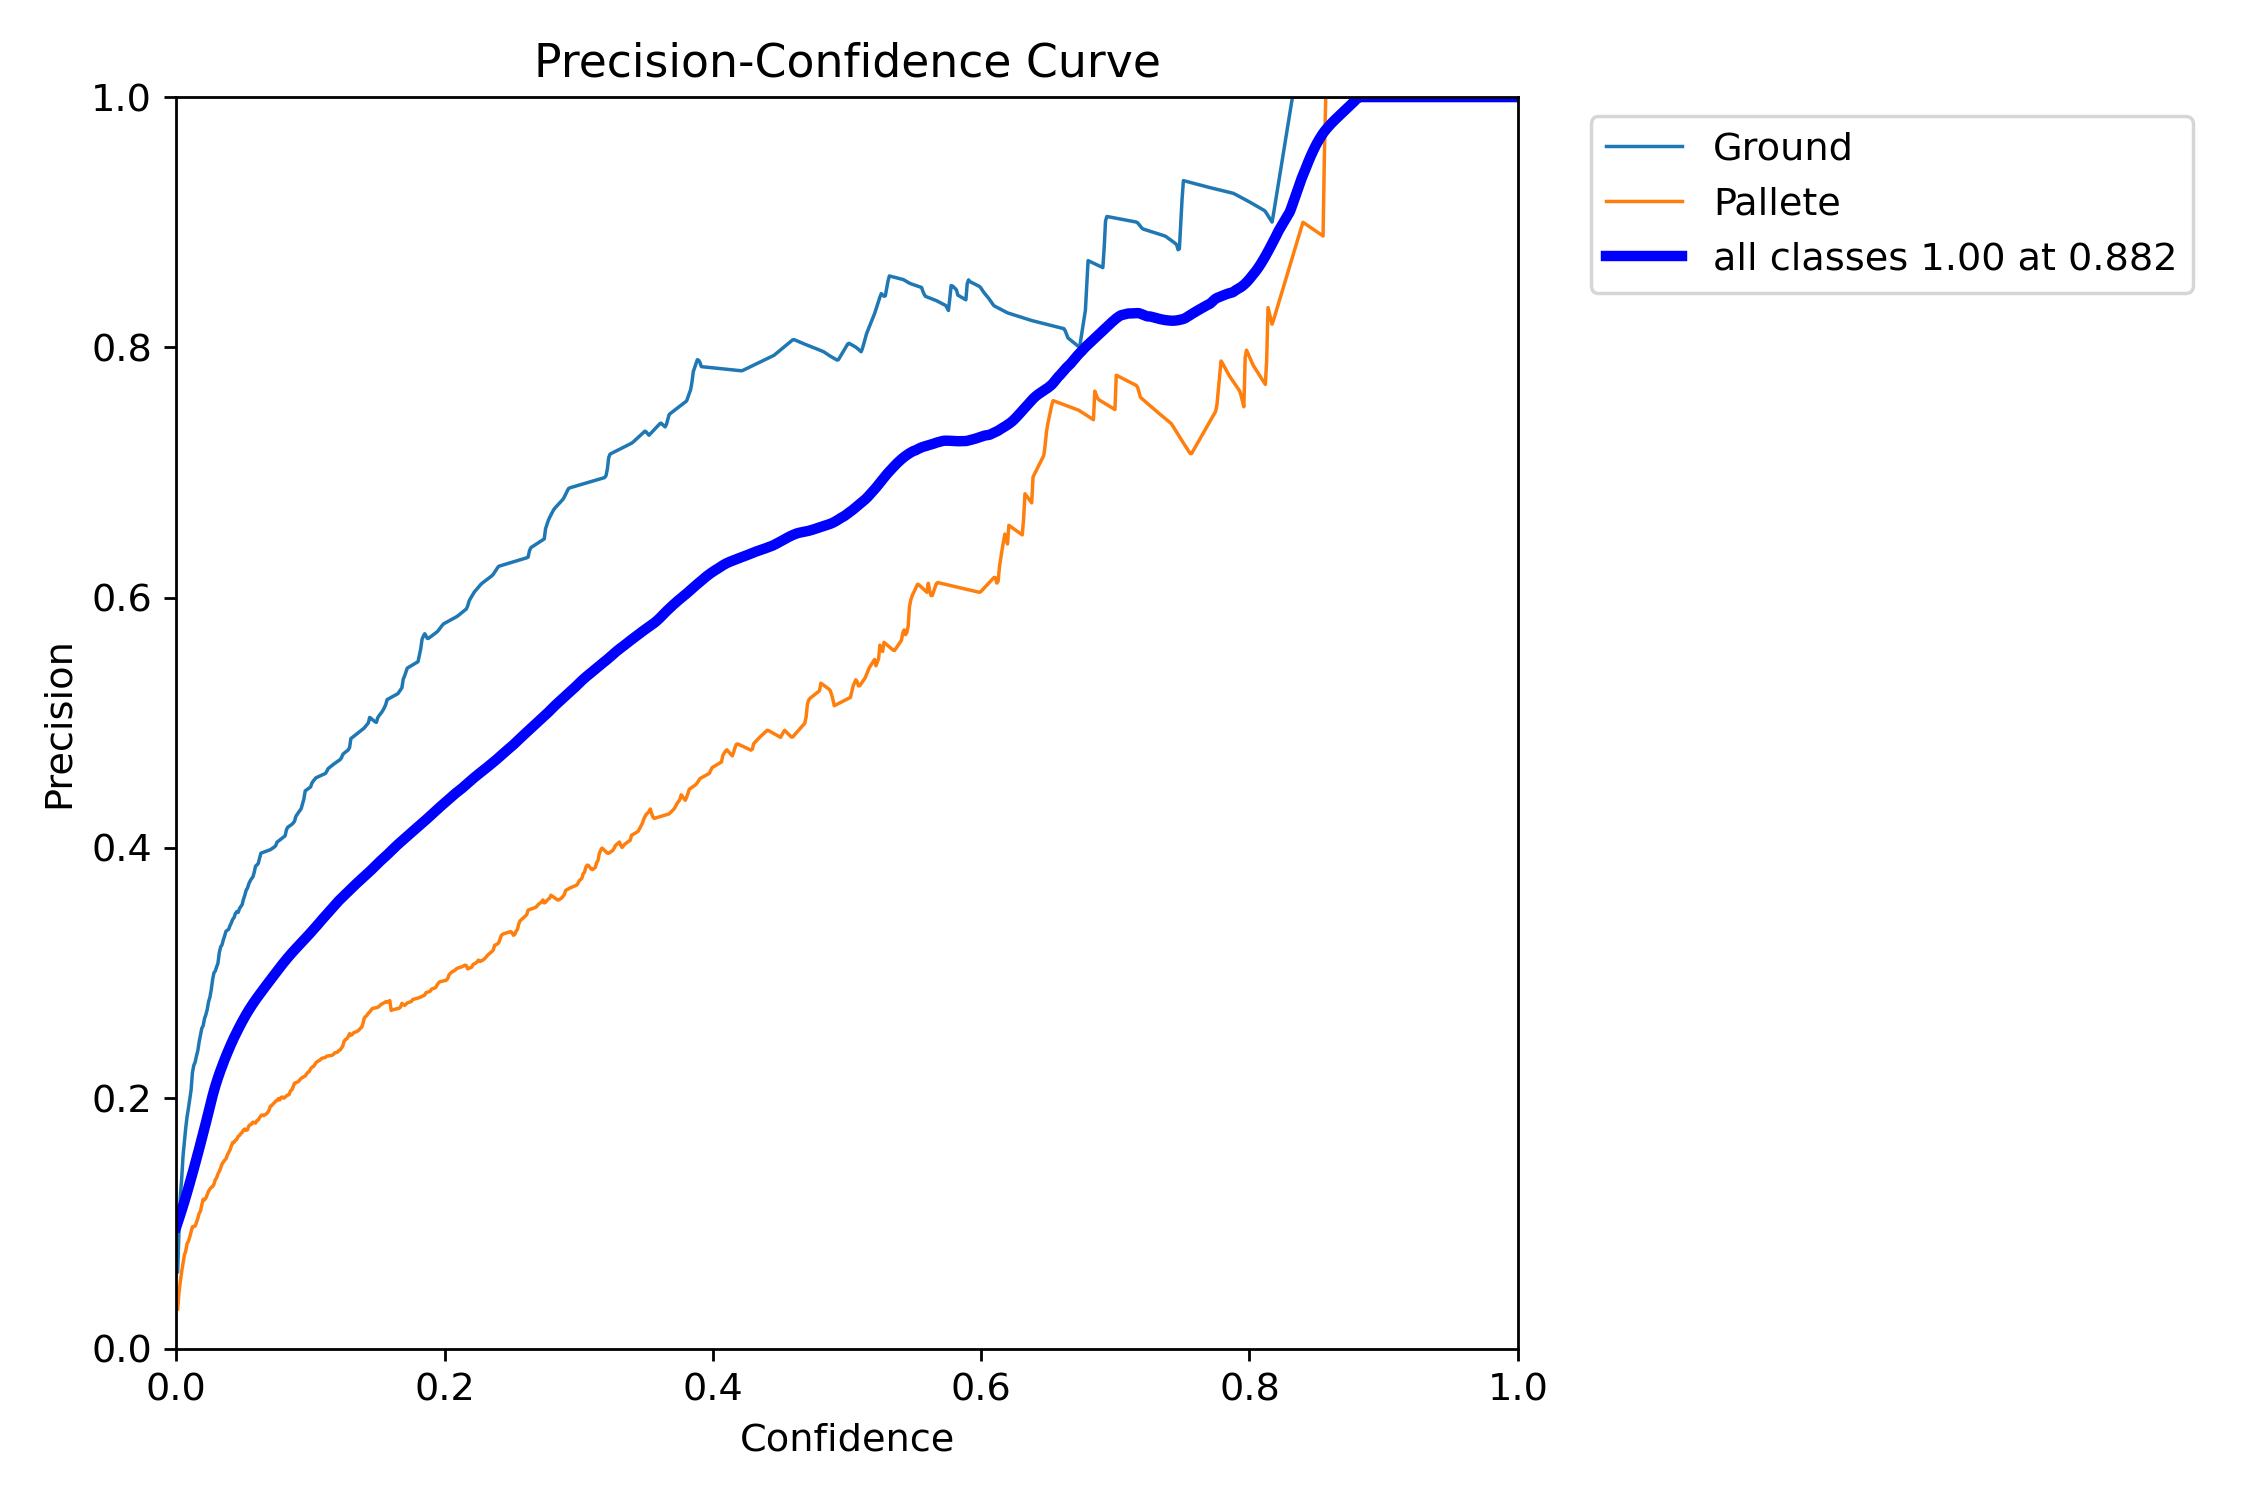 Precision-Confidence Curve
1.0
0.8
0.6
0.4
0.2
0.0
Precision
0.0 0.2 0.4 0.6 0.8 1.0
Confidence
Ground
Pallete
all classes 1.00 at 0.882